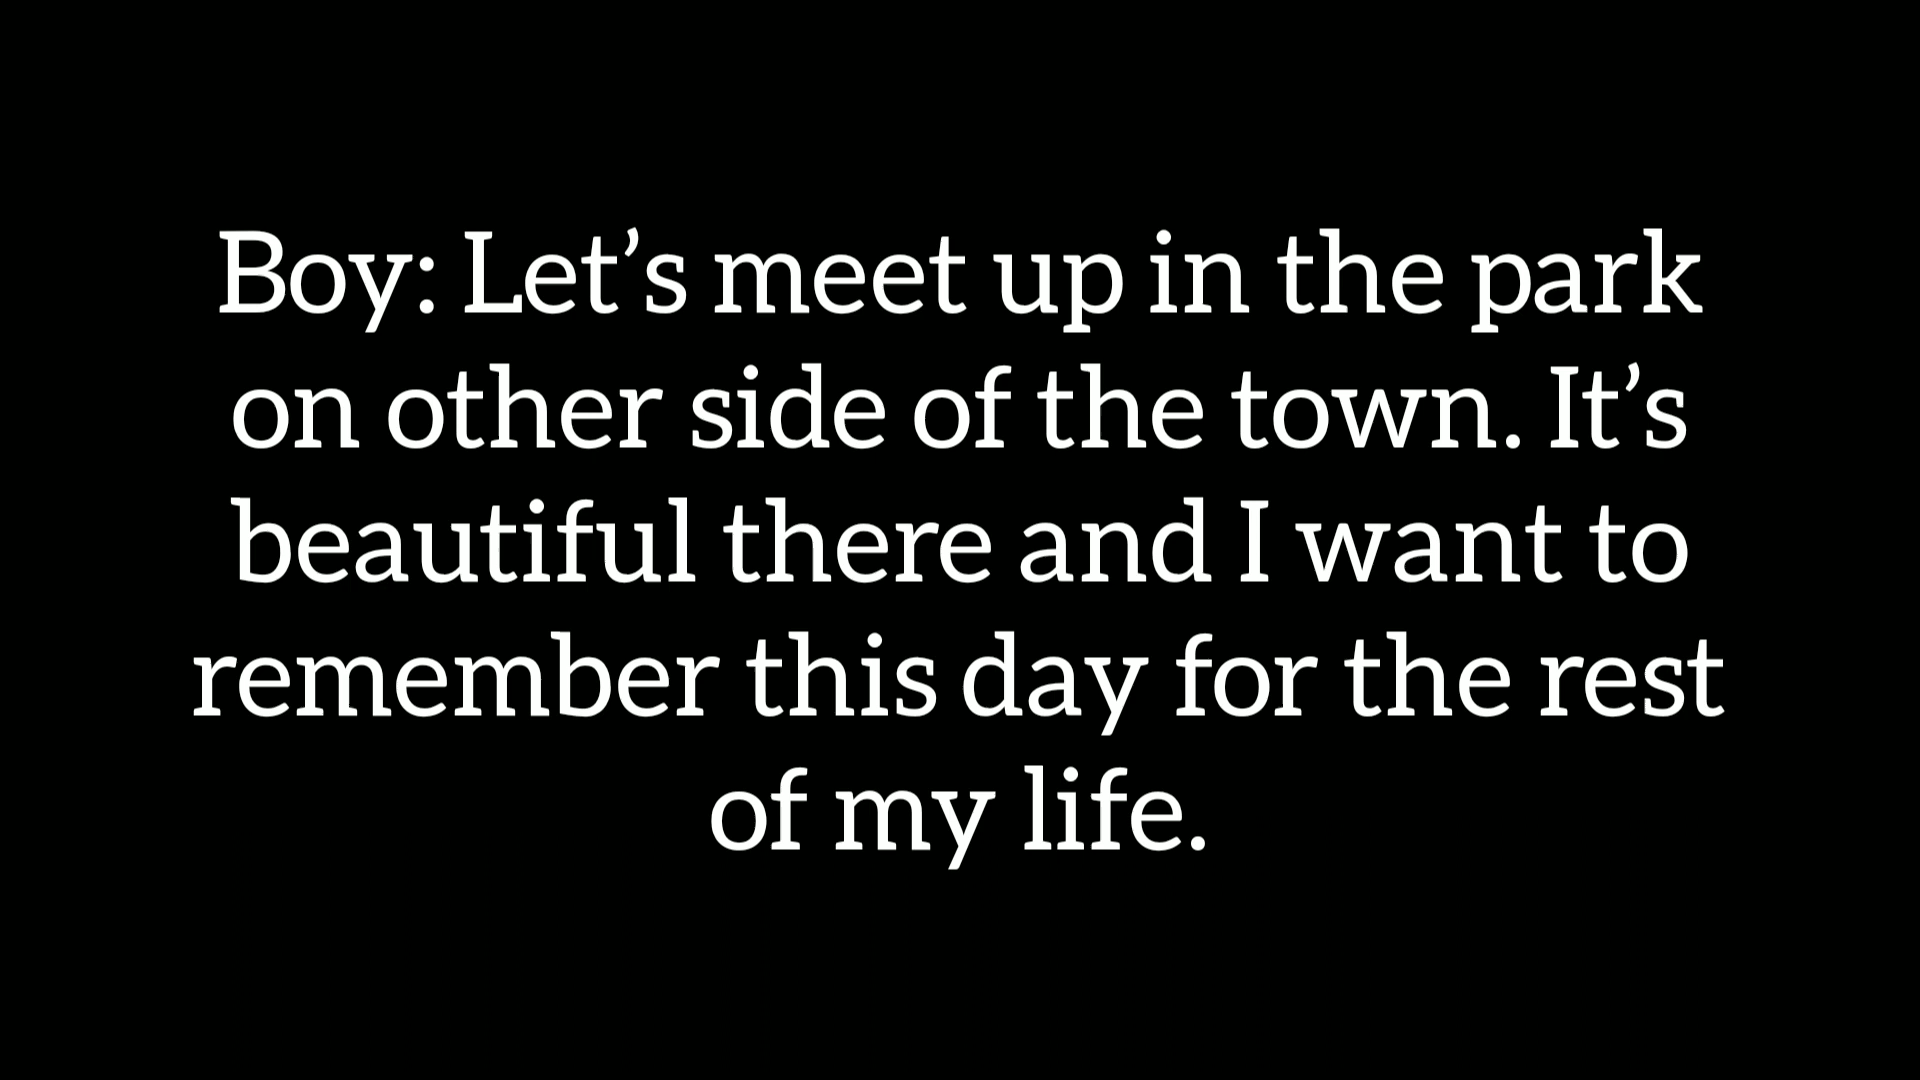 Boy: Let’s meet up in the park
on other side of the town. It’s
beautiful there and I want to
remember this day for the rest
of my life.